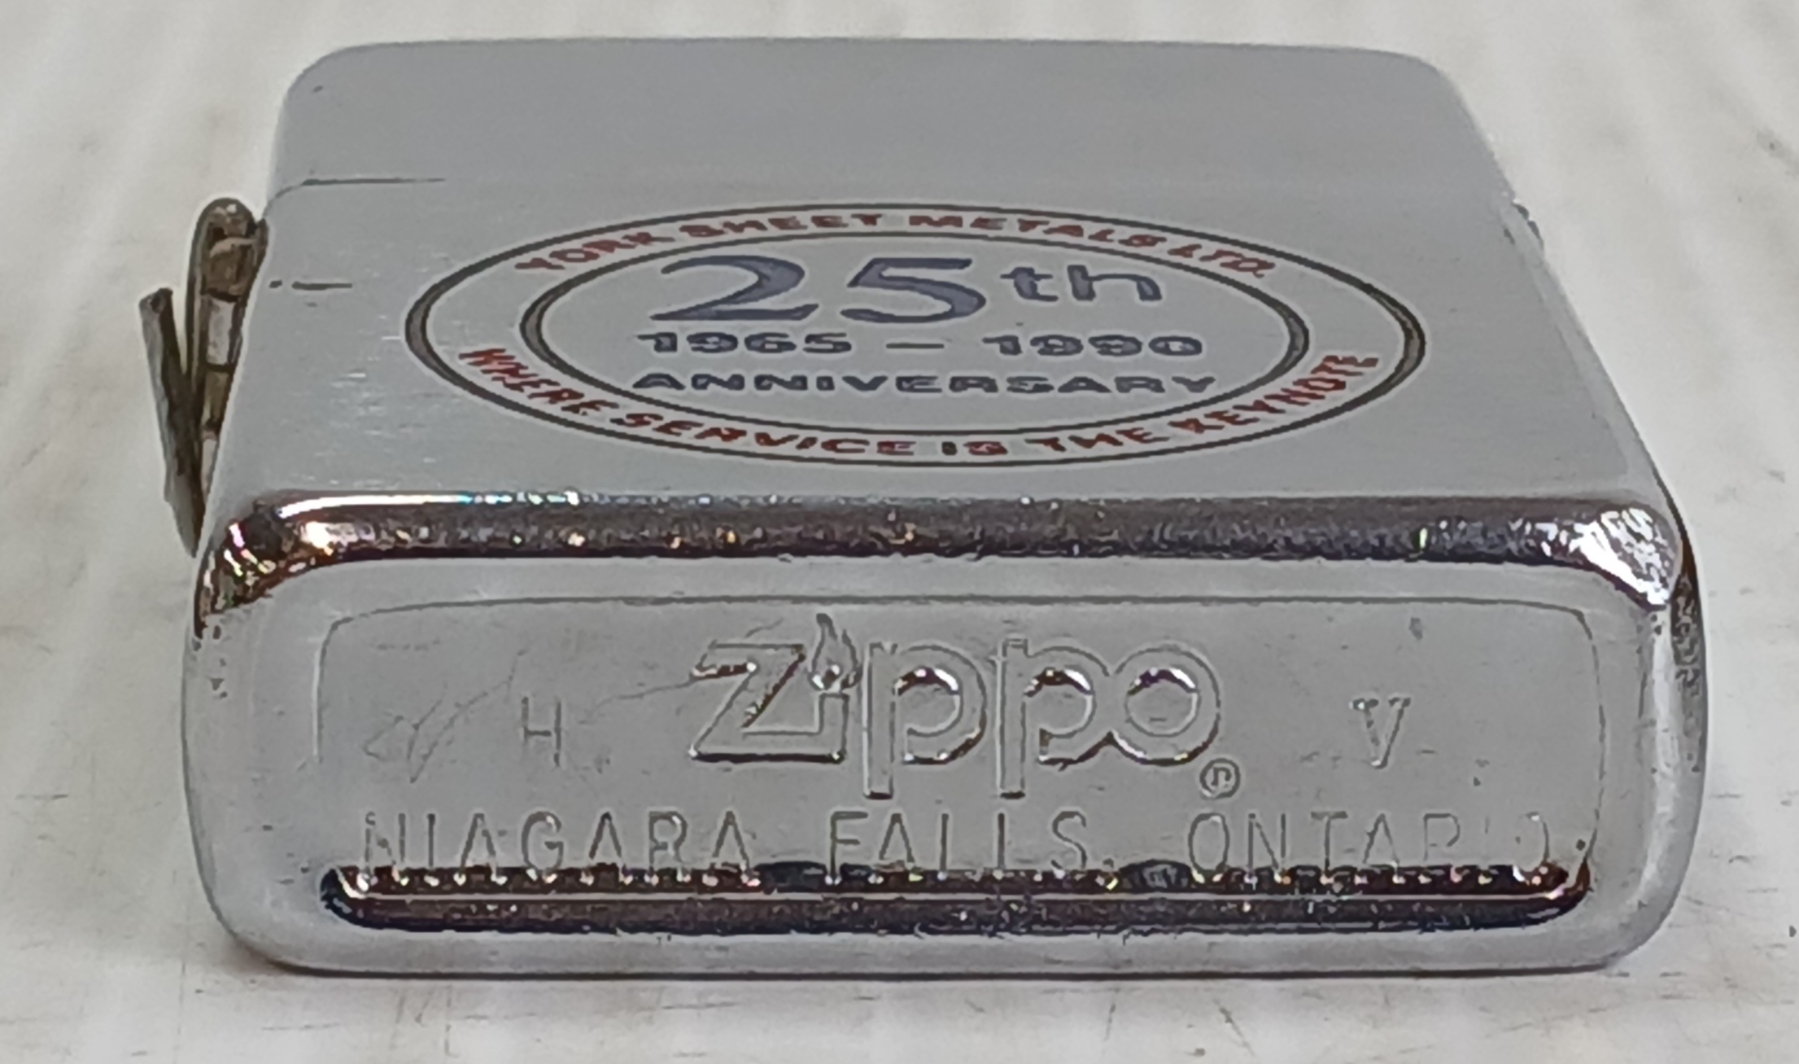 YORK SHEET METALS LTD.
25th
1965 - 1990
ANNIVERSARY
WHERE SERVICE IS THE KEYNOTE
H Zippo ® V
NIAGARA FALLS, ONTARIO